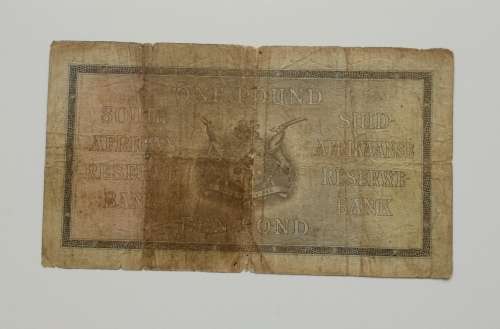 ONE POUND
SOUTH
AFRICAN
RESERVE
BANK
SUID-
AFRIKAANSE
RESERWE-
BANK
EEN POND